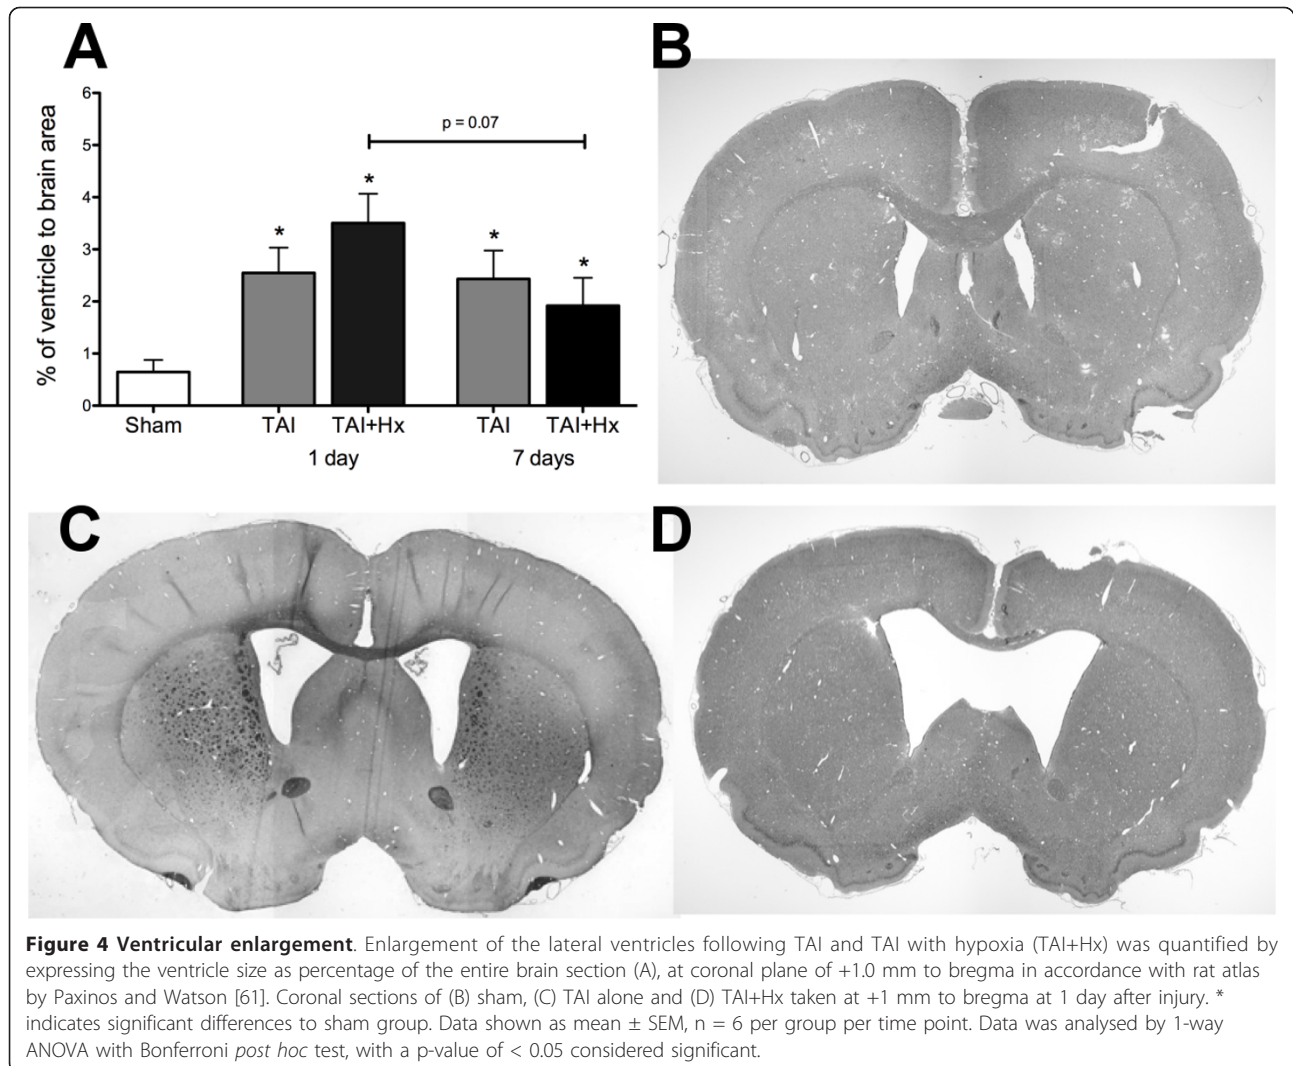 A
B
% of ventricle to brain area
6
5
4
3
2
1
0
p = 0.07
*
*
*
*
Sham
TAI
TAI+Hx
TAI
TAI+Hx
1 day
7 days
C
D
Figure 4 Ventricular enlargement. Enlargement of the lateral ventricles following TAI and TAI with hypoxia (TAI+Hx) was quantified by
expressing the ventricle size as percentage of the entire brain section (A), at coronal plane of +1.0 mm to bregma in accordance with rat atlas
by Paxinos and Watson [61]. Coronal sections of (B) sham, (C) TAI alone and (D) TAI+Hx taken at +1 mm to bregma at 1 day after injury. *
indicates significant differences to sham group. Data shown as mean ± SEM, n = 6 per group per time point. Data was analysed by 1-way
ANOVA with Bonferroni post hoc test, with a p-value of < 0.05 considered significant.